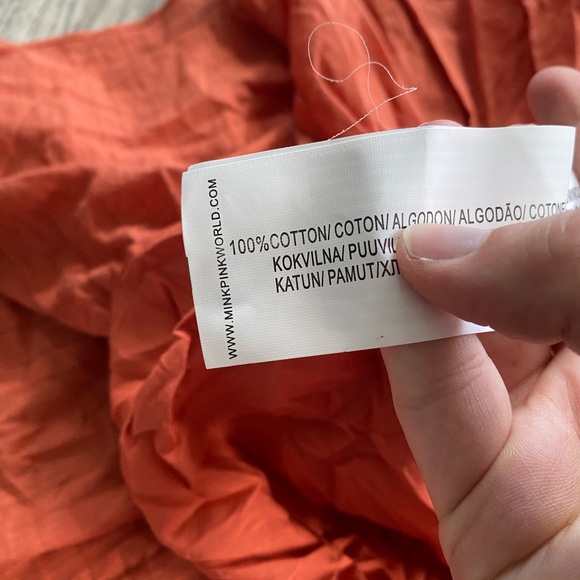 WWW.MINKPINKWORLD.COM
100%COTTON/ COTON/ ALGODON/ ALGODÃO/
KOKVILNA/
KATUN/ PAMUT/